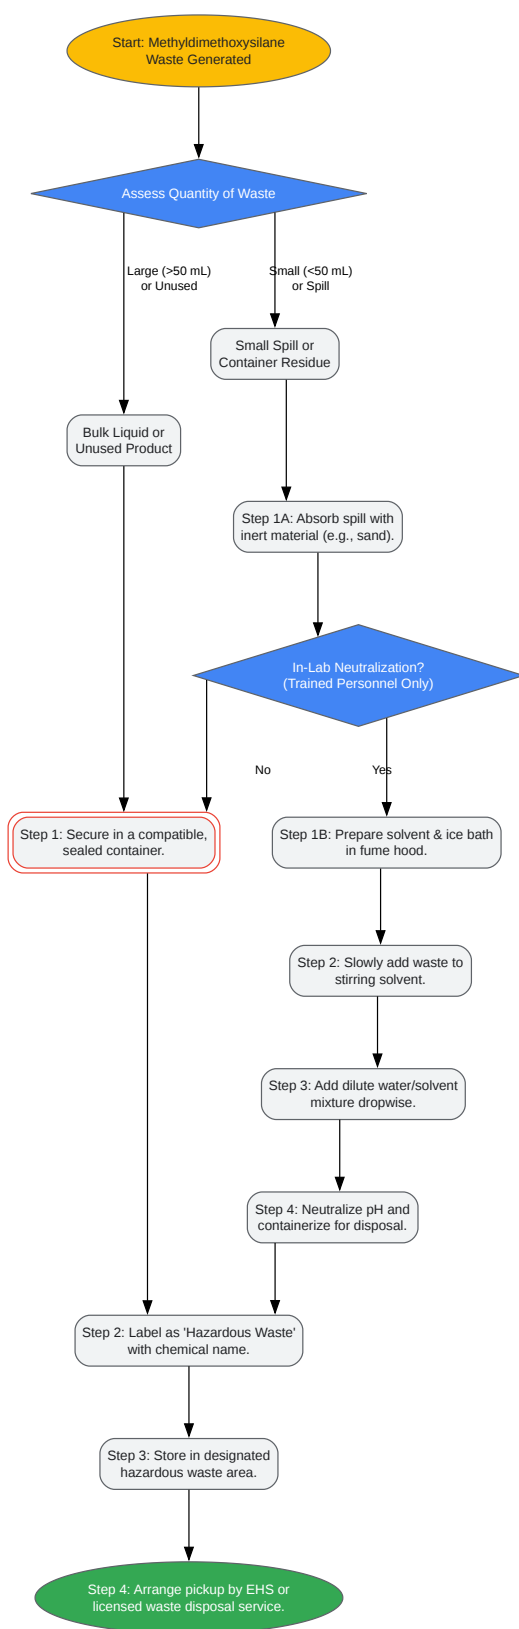 Start: Methyldimethoxysilane
Waste Generated
Assess Quantity of Waste
Large (>50 mL)
or Unused
Small (<50 mL)
or Spill
Small Spill or
Container Residue
Bulk Liquid or
Unused Product
Step 1A: Absorb spill with
inert material (e.g., sand).
In-Lab Neutralization?
(Trained Personnel Only)
No
Yes
Step 1: Secure in a compatible,
sealed container.
Step 1B: Prepare solvent & ice bath
in fume hood.
Step 2: Slowly add waste to
stirring solvent.
Step 3: Add dilute water/solvent
mixture dropwise.
Step 4: Neutralize pH and
containerize for disposal.
Step 2: Label as 'Hazardous Waste'
with chemical name.
Step 3: Store in designated
hazardous waste area.
Step 4: Arrange pickup by EHS or
licensed waste disposal service.